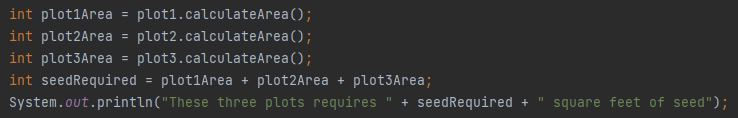 int plot1Area = plot1.calculateArea();
int plot2Area = plot2.calculateArea();
int plot3Area = plot3.calculateArea();
int seedRequired = plot1Area + plot2Area + plot3Area;
System.out.println("These three plots requires " + seedRequired + " square feet of seed");